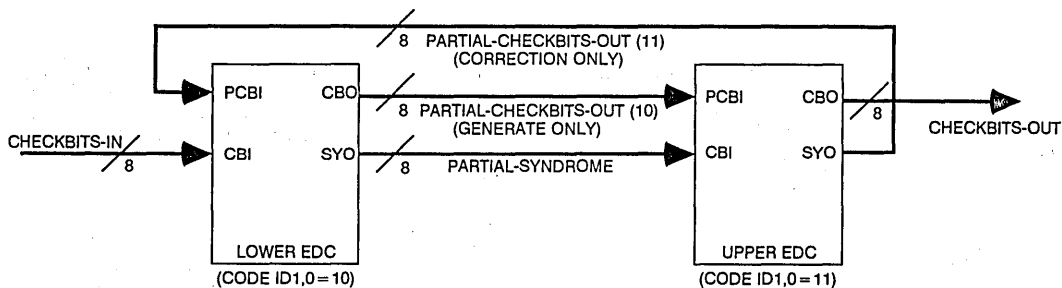 8 PARTIAL-CHECKBITS-OUT (11)
(CORRECTION ONLY)
PCBI CBO
8 PARTIAL-CHECKBITS-OUT (10)
(GENERATE ONLY)
PCBI CBO
8
CHECKBITS-OUT
CHECKBITS-IN
8
CBI SYO
8 PARTIAL-SYNDROME
CBI SYO
LOWER EDC
(CODE ID1,0=10)
UPPER EDC
(CODE ID1,0=11)